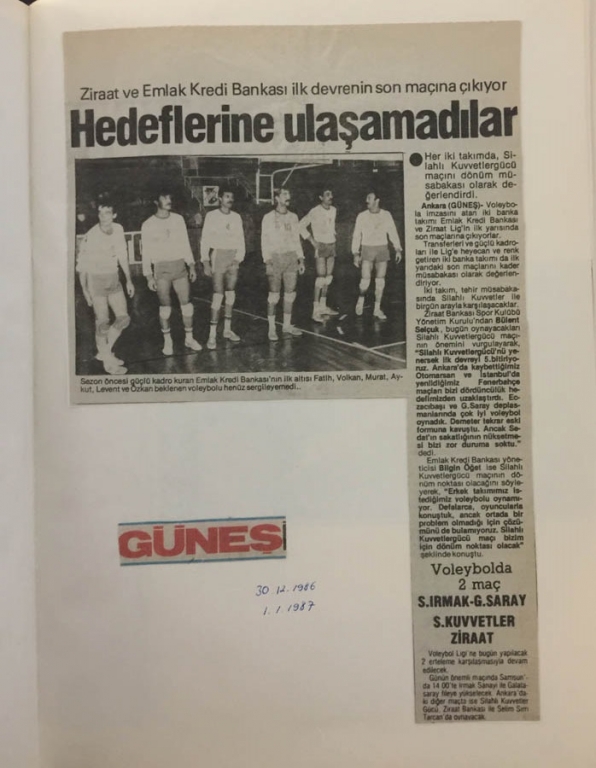 Ziraat ve Emlak Kredi Bankası ilk devrenin son maçına çıkıyor
Hedeflerine ulaşamadılar
Sezon öncesi güçlü kadro kuran Emlak Kredi Bankası'nın ilk altısı Fatih, Volkan, Murat, Ay-
kut, Levent ve Özkan beklenen voleybolu henüz sergileyemedi..
Her iki takımda, Si-
lahlı Kuvvetlergücü
maçını dönüm mü-
sabakası olarak de-
ğerlendirdi.
Ankara (GÜNEŞ)- Voleybo-
la imzasını atan iki banka
takımı Emlak Kredi Bankası
ve Ziraat Lig'in ilk yarısında
son maçlarına çıkıyorlar.
Transferleri ve güçlü kadro-
ları ile Lig'e heyecan ve renk
getiren iki banka takımı da ilk
yarıdaki son maçlarını kader
müsabakası olarak değerlen-
diriyor.
İki takım, tehir müsabaka-
sında Silahlı Kuvvetler ile
birgün arayla karşılaşacaklar.
Ziraat Bankası Spor Kulübü
Yönetim Kurulu'ndan Bülent
Selçuk, bugün oynayacakları
Silahlı Kuvvetlergücü maçı-
nın önemini vurgulayarak,
"Silahlı Kuvvetlergücü'nü ye-
nersek ilk devreyi 5.bitiriyo-
ruz. Ankara'da kaybettiğimiz
Otomarsan ve İstanbul'da
yenildiğimiz Fenerbahçe
maçları bizi dördüncülük he-
defimizden uzaklaştırdı. Ec-
zacıbaşı ve G.Saray deplas-
manlarında çok iyi voleybol
oynadık. Demeter tekrar eski
formuna kavuştu. Ancak Se-
dat'ın sakatlığının nüksetme-
si bizi zor duruma soktu."
dedi.
Emlak Kredi Bankası yöne-
ticisi Bilgin Öğet ise Silahlı
Kuvvetlergücü maçının dö-
nüm noktası olacağını söyle-
yerek, "Erkek takımımız is-
tediğimiz voleybolu oynamı-
yor. Defalarca, oyuncularla
konuştuk, ancak ortada bir
problem olmadığı için çözü-
münü de bulamıyoruz. Silahlı
Kuvvetlergücü maçı bizim
için dönüm noktası olacak"
şeklinde konuştu.
Voleybolda
2 maç
S.IRMAK-G.SARAY
S.KUVVETLER
ZİRAAT
Voleybol Ligi'ne bugün yapılacak
2 erteleme karşılaşmasıyla devam
edilecek.
Günün önemli maçında Samsun'-
da 14.00'te Irmak Sanayi ile Galata-
saray fileye yükselecek. Ankara'da-
ki diğer maçta ise Silahlı Kuvvetler
Gücü, Ziraat Bankası ile Selim Sırrı
Tarcan'da oynayacak.
GÜNEŞ
30.12.1986
1.1.1987